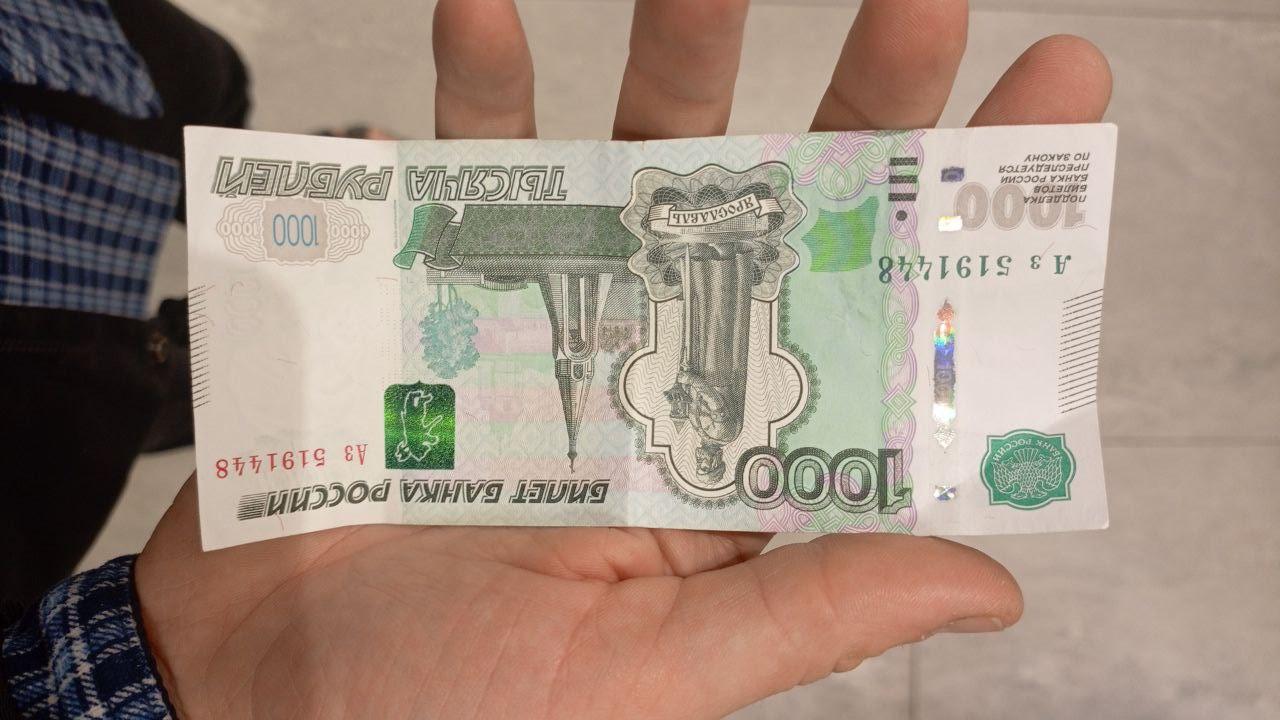 БИЛЕТ БАНКА РОССИИ
1000
БАНК РОССИИ
Аз 5191448
ЯРОСЛАВЛЬ
Аз 5191448
1000
ПОДДЕЛКА
БИЛЕТОВ
БАНКА РОССИИ
ПРЕСЛЕДУЕТСЯ
ПО ЗАКОНУ
1000 1000 1000
ТЫСЯЧА РУБЛЕЙ